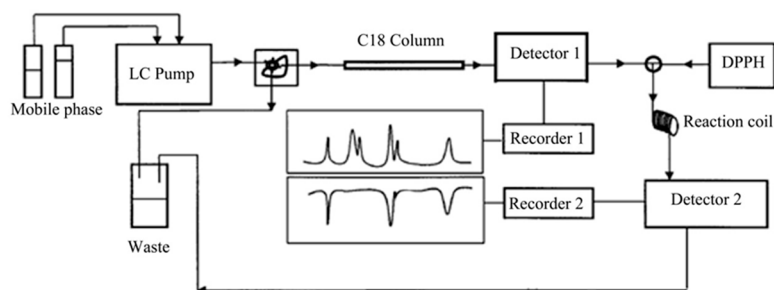 C18 Column
Detector 1
DPPH
LC Pump
Mobile phase
Reaction coil
Recorder 1
Recorder 2
Detector 2
Waste